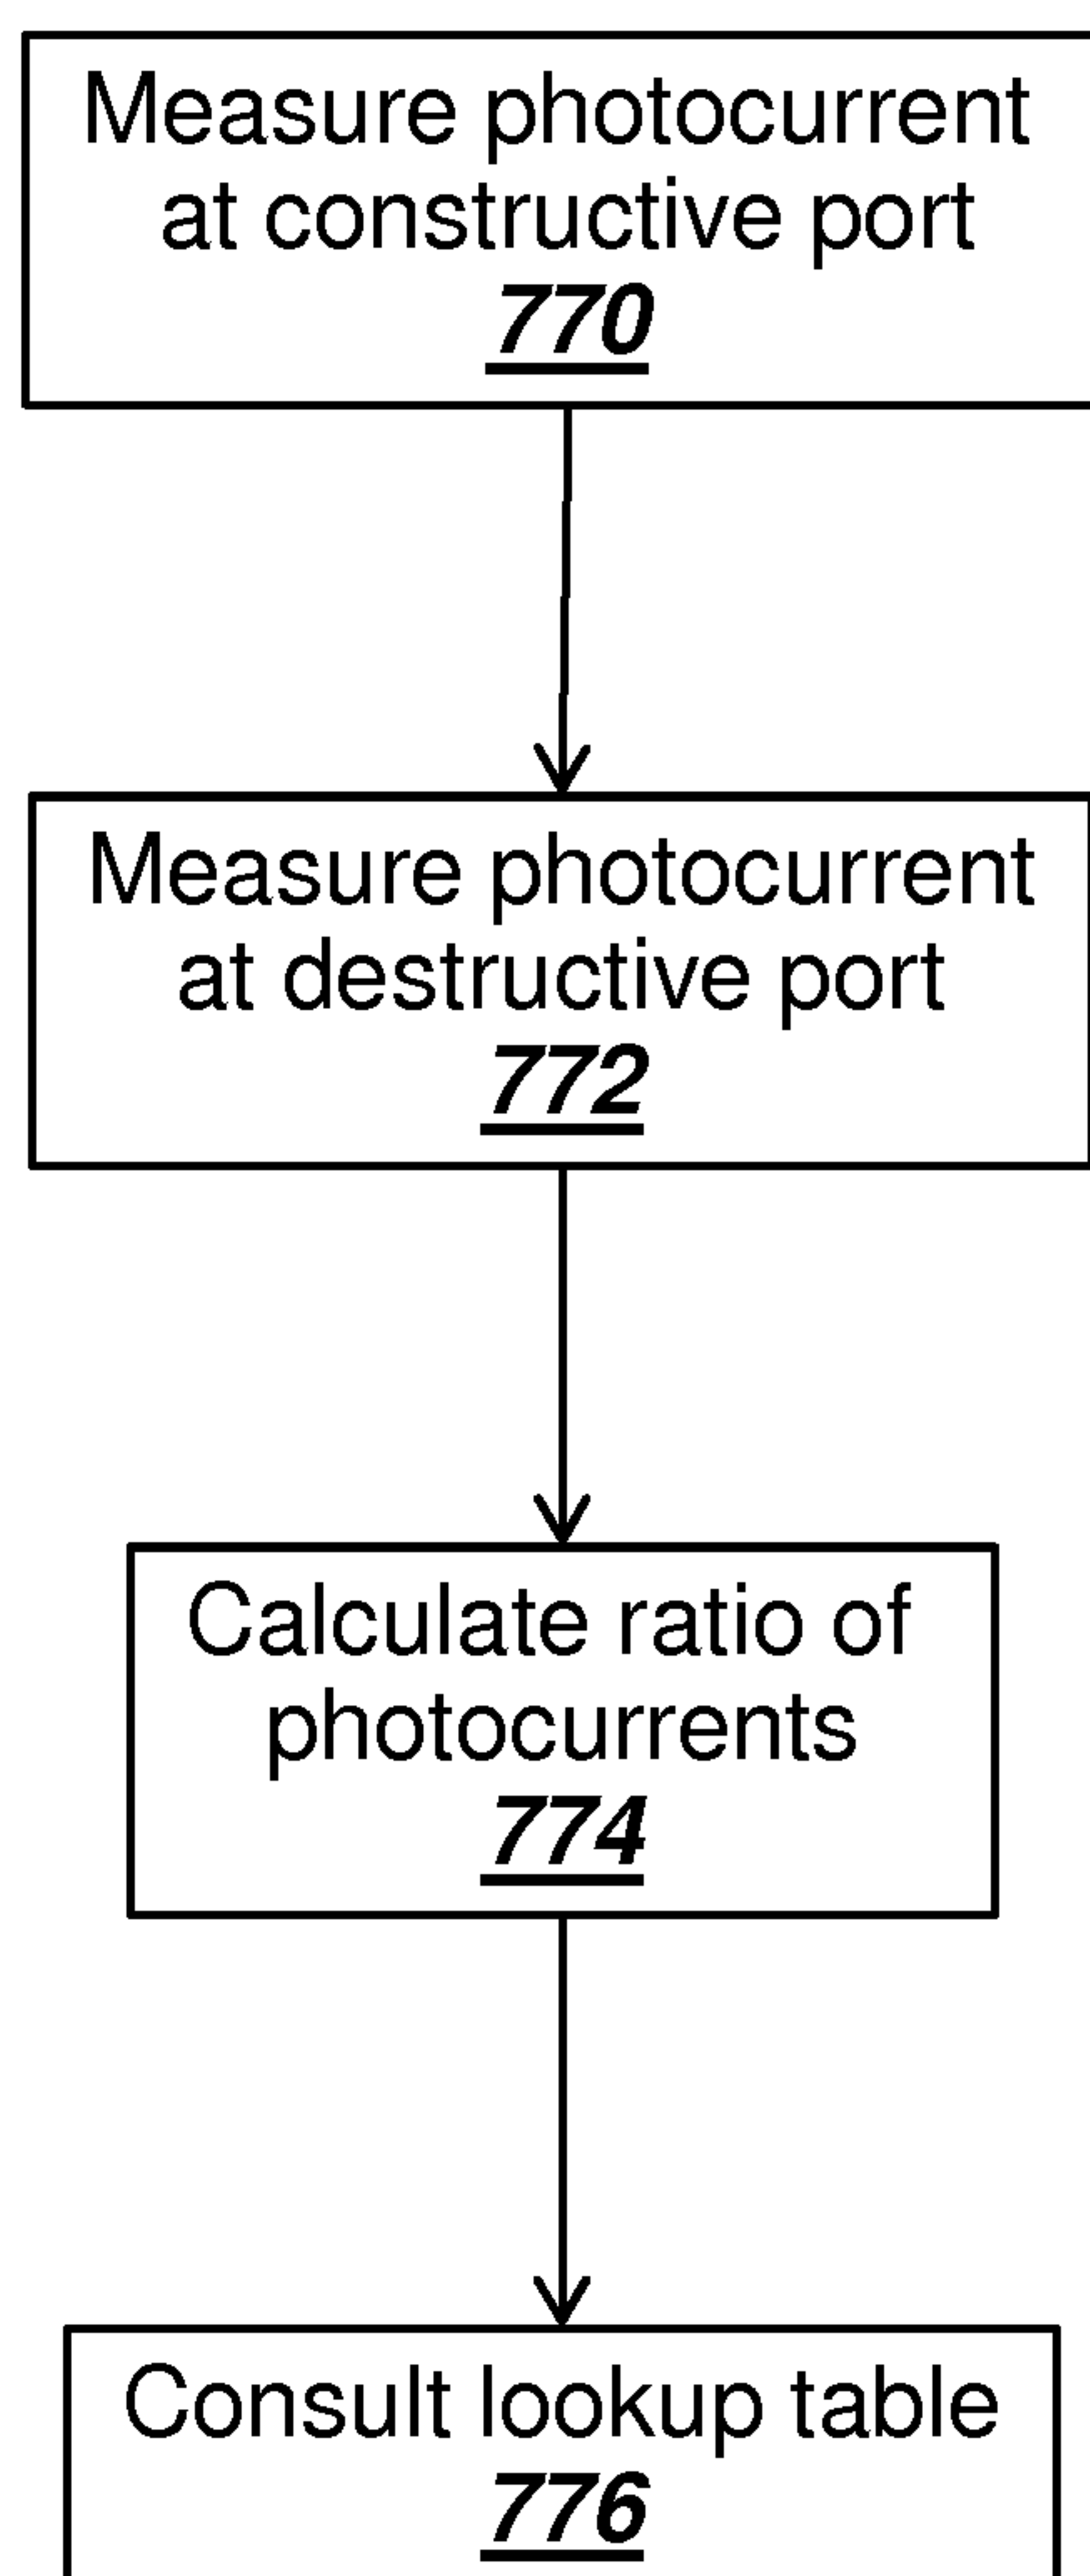 Measure photocurrent
at constructive port
770
Measure photocurrent
at destructive port
772
Calculate ratio of
photocurrents
774
Consult lookup table
776